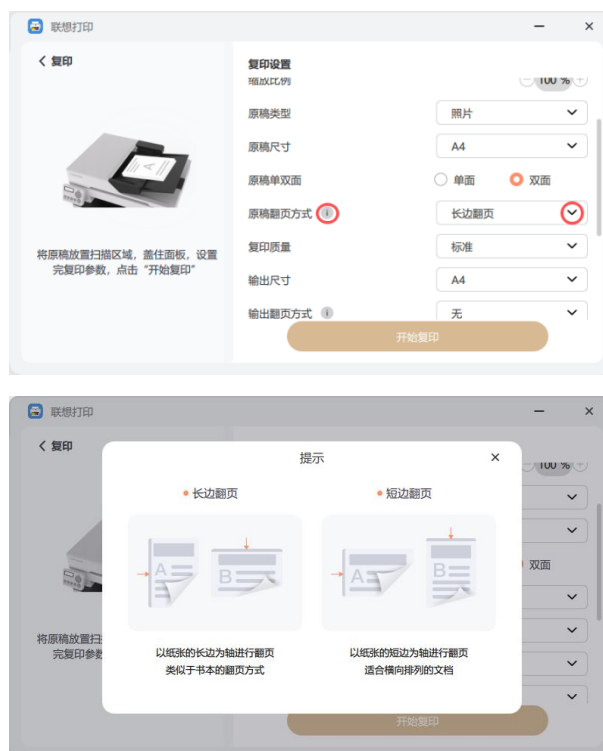 联想打印
复印
复印设置
缩放比例
100 %
原稿类型
照片
原稿尺寸
A4
原稿单双面
单面
双面
原稿翻页方式
长边翻页
复印质量
标准
输出尺寸
A4
输出翻页方式
无
将原稿放置扫描区域，盖住面板，设置
完复印参数，点击“开始复印”
开始复印
联想打印
复印
100 %
双面
将原稿放置扫
完复印参数
开始复印
提示
长边翻页
短边翻页
A
B
A
B
以纸张的长边为轴进行翻页
类似于书本的翻页方式
以纸张的短边为轴进行翻页
适合横向排列的文档